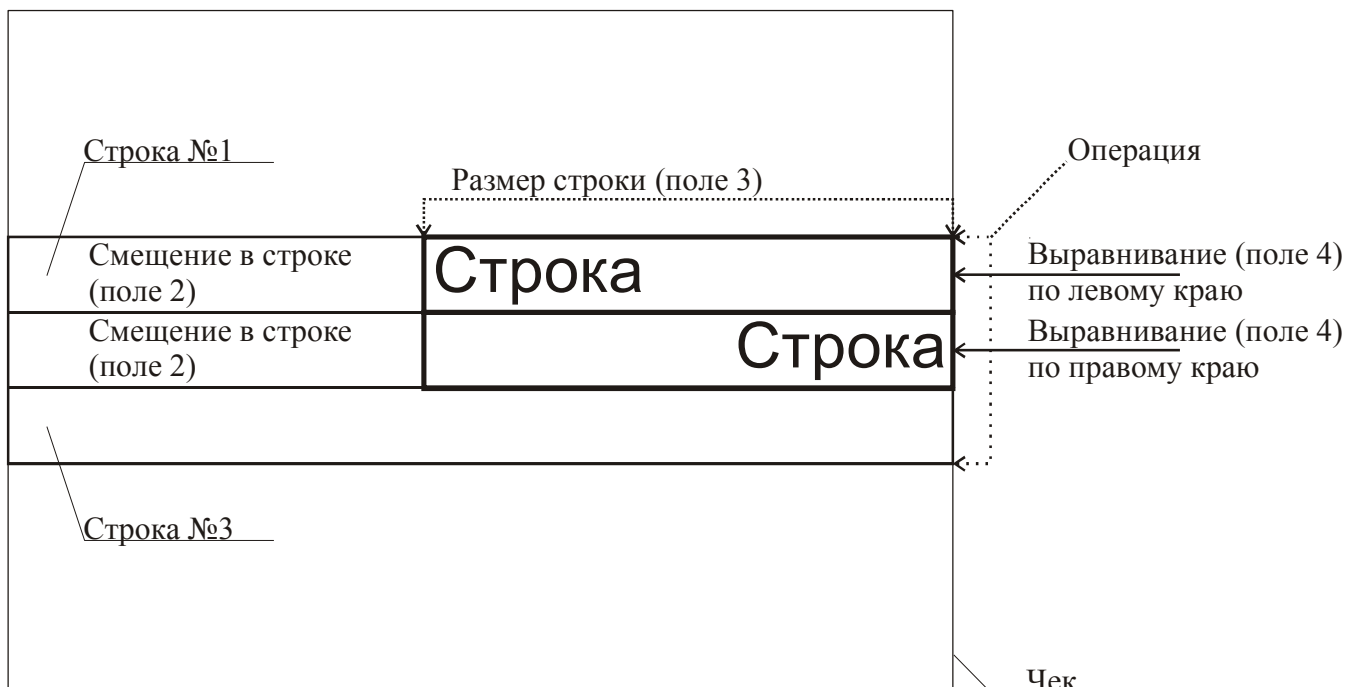 Строка №1
Операция
Размер строки (поле 3)
Смещение в строке
(поле 2)
Строка
Выравнивание (поле 4)
по левому краю
Смещение в строке
(поле 2)
Строка
Выравнивание (поле 4)
по правому краю
Строка №3
Чек